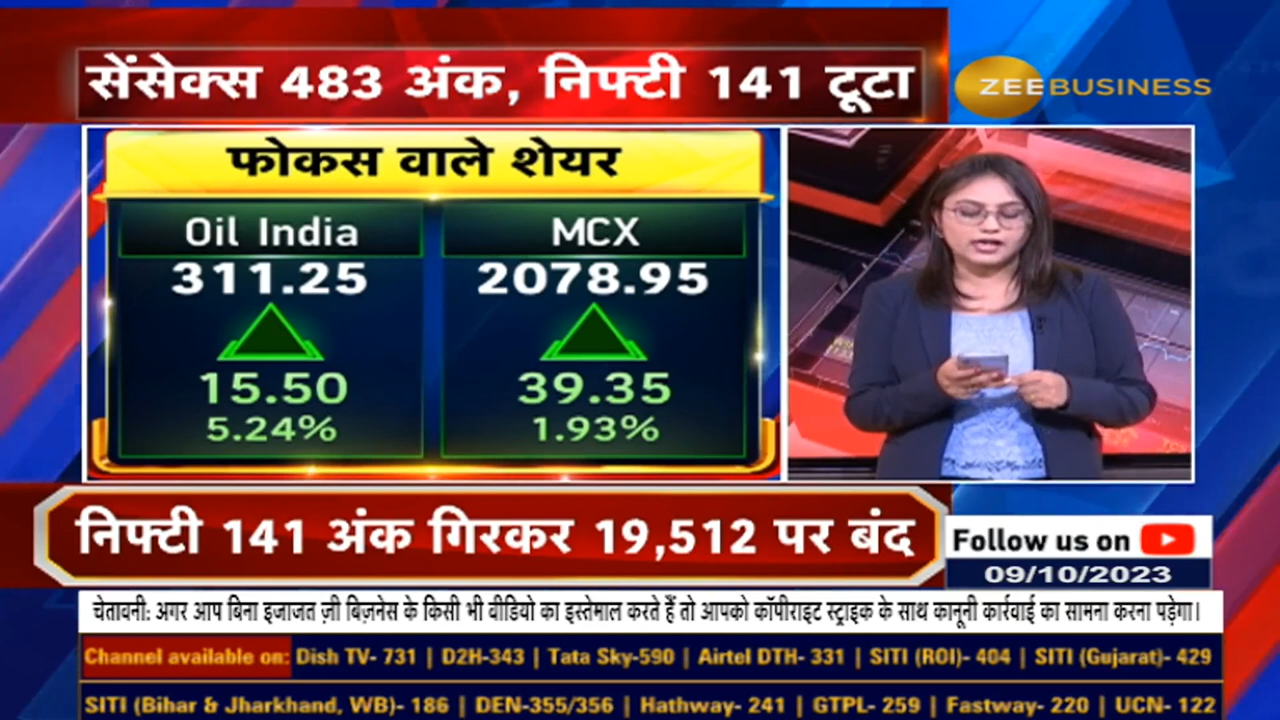 सेंसेक्स 483 अंक, निफ्टी 141 टूटा
ZEEBUSINESS
फोकस वाले शेयर
Oil India
311.25
15.50
5.24%
MCX
2078.95
39.35
1.93%
निफ्टी 141 अंक गिरकर 19,512 पर बंद
Follow us on
09/10/2023
चेतावनी: अगर आप बिना इजाजत ज़ी बिज़नेस के किसी भी वीडियो का इस्तेमाल करते हैं तो आपको कॉपीराइट स्ट्राइक के साथ कानूनी कार्रवाई का सामना करना पड़ेगा।
Channel available on: Dish TV- 731 | D2H-343 | Tata Sky-590 | Airtel DTH- 331 | SITI (ROI)- 404 | SITI (Gujarat)- 429
SITI (Bihar & Jharkhand, WB)- 186 | DEN-355/356 | Hathway- 241 | GTPL- 259 | Fastway- 220 | UCN- 122